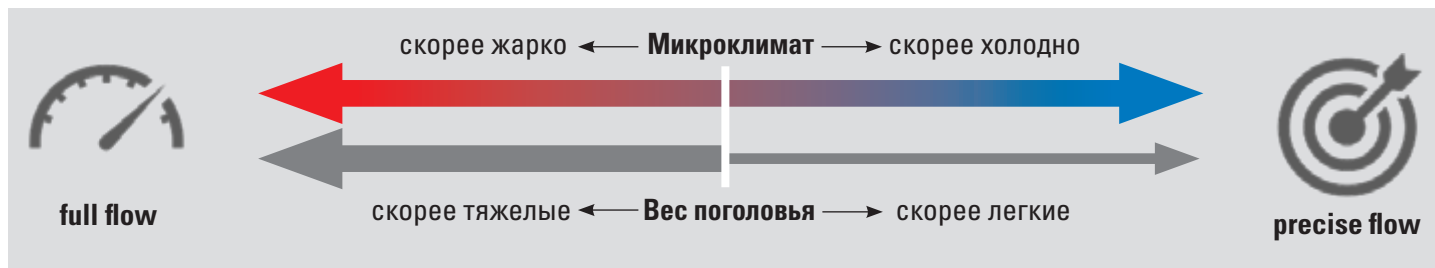 скорее жарко Микроклимат скорее холодно
full flow
скорее тяжелые Вес поголовья скорее легкие
precise flow